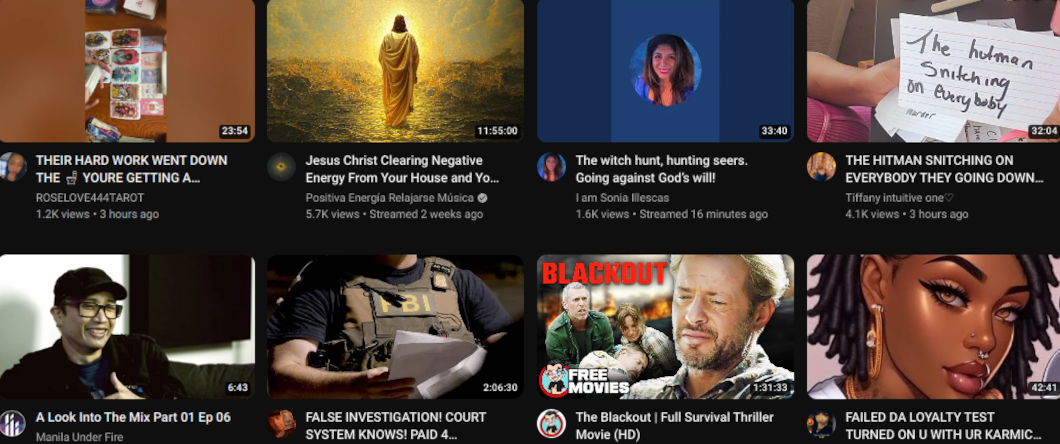 23:54
11:55:00
33:40
The hutman
Snitching
on everybody
murder
32:04
THEIR HARD WORK WENT DOWN
THE 🚽 YOURE GETTING A...
ROSELOVE444TAROT
1.2K views • 3 hours ago
Jesus Christ Clearing Negative
Energy From Your House and Yo...
Positiva Energía Relajarse Música
5.7K views • Streamed 2 weeks ago
The witch hunt, hunting seers.
Going against God's will!
I am Sonia Illescas
1.6K views • Streamed 16 minutes ago
THE HITMAN SNITCHING ON
EVERYBODY THEY GOING DOWN...
Tiffany intuitive one♡
4.1K views • 3 hours ago
6:43
FBI
2:06:30
BLACKOUT
FREE
MOVIES
1:31:33
42:41
A Look Into The Mix Part 01 Ep 06
Manila Under Fire
FALSE INVESTIGATION! COURT
SYSTEM KNOWS! PAID 4...
The Blackout | Full Survival Thriller
Movie (HD)
FAILED DA LOYALTY TEST
TURNED ON U WITH UR KARMIC...